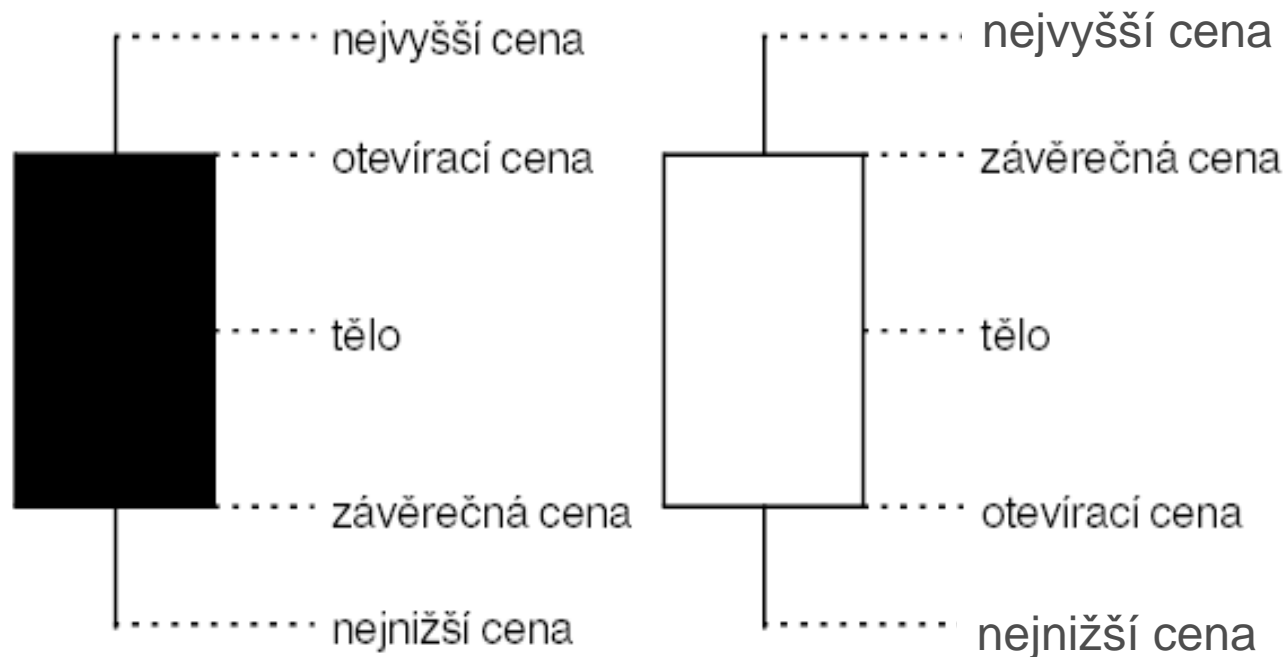 nejvyšší cena
otevírací cena
tělo
závěrečná cena
nejnižší cena
nejvyšší cena
závěrečná cena
tělo
otevírací cena
nejnižší cena